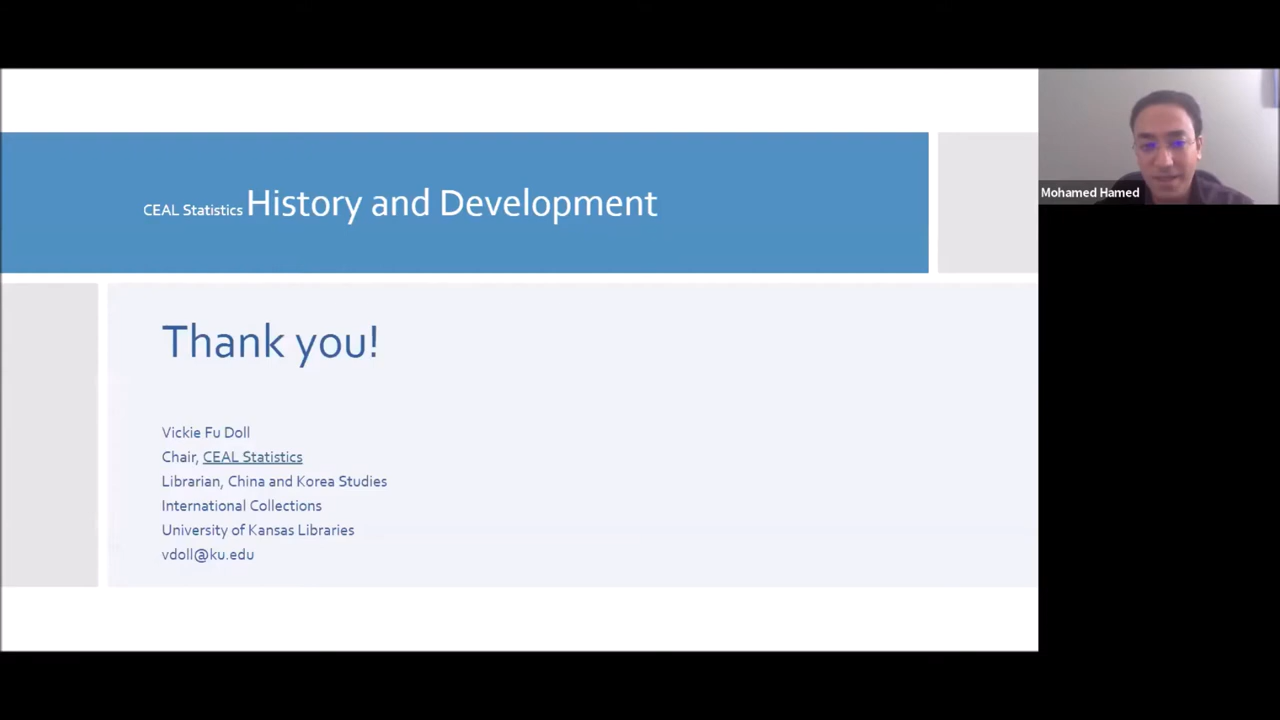 CEAL Statistics History and Development
Mohamed Hamed
Thank you!
Vickie Fu Doll
Chair, CEAL Statistics
Librarian, China and Korea Studies
International Collections
University of Kansas Libraries
vdoll@ku.edu